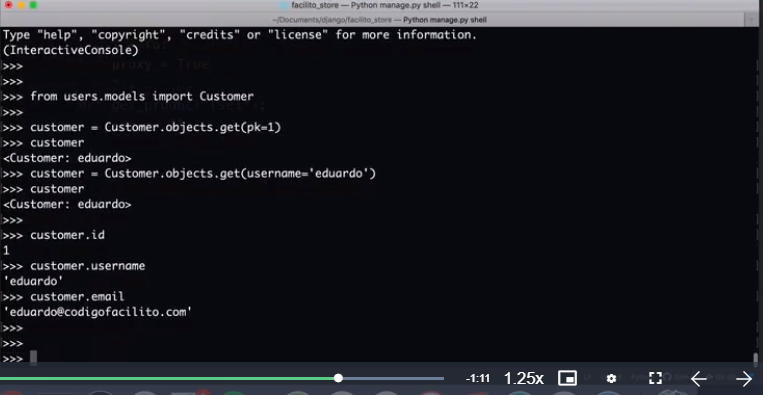 facilito_store — Python manage.py shell — 111×22
~/Documents/django/facilito_store — Python manage.py shell
Type "help", "copyright", "credits" or "license" for more information.
(InteractiveConsole)
>>>
proxy = True
>>>
>>> from users.models import Customer
>>>
>>> customer = Customer.objects.get(pk=1)
>>> customer
<Customer: eduardo>
>>> customer = Customer.objects.get(username='eduardo')
>>> customer
<Customer: eduardo>
>>>
>>> customer.id
1
>>> customer.username
'eduardo'
>>> customer.email
'eduardo@codigofacilito.com'
>>>
>>>
>>>
-1:11 1.25x